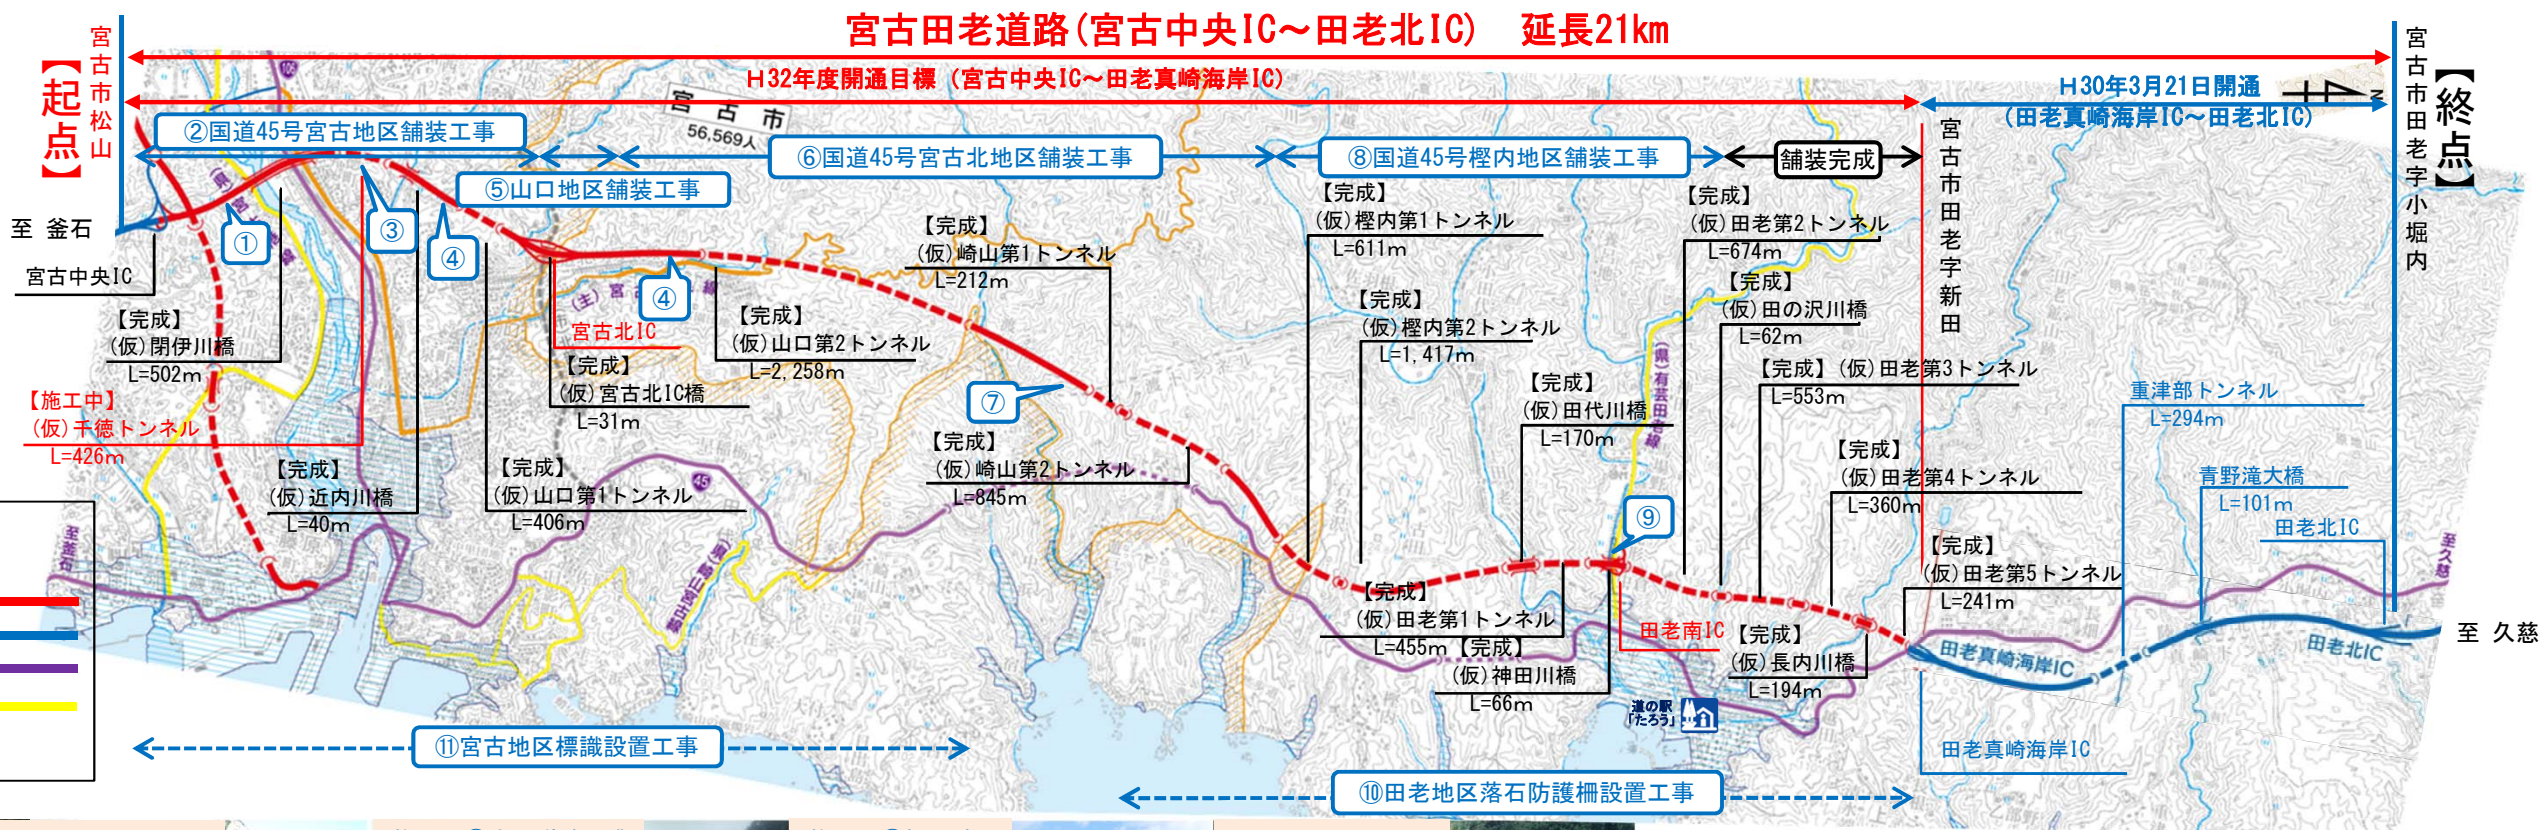 宮古田老道路(宮古中央IC～田老北IC) 延長21km
H32年度開通目標 (宮古中央IC～田老真崎海岸IC)
H30年3月21日開通
(田老真崎海岸IC～田老北IC)
【起点】
宮古市松山
【終点】
宮古市田老字小堀内
宮古市田老字新田
宮古市
56,569人
②国道45号宮古地区舗装工事
⑤山口地区舗装工事
⑥国道45号宮古北地区舗装工事
⑧国道45号樫内地区舗装工事
舗装完成
至 釜石
宮古中央IC
①
③
④
④
⑦
⑨
【完成】
(仮)閉伊川橋
L=502m
【施工中】
(仮)千徳トンネル
L=426m
【完成】
(仮)近内川橋
L=40m
【完成】
(仮)山口第1トンネル
L=406m
宮古北IC
【完成】
(仮)宮古北IC橋
L=31m
【完成】
(仮)山口第2トンネル
L=2,258m
【完成】
(仮)崎山第1トンネル
L=212m
【完成】
(仮)崎山第2トンネル
L=845m
【完成】
(仮)樫内第1トンネル
L=611m
【完成】
(仮)樫内第2トンネル
L=1,417m
【完成】
(仮)田代川橋
L=170m
【完成】
(仮)田老第1トンネル
L=455m
【完成】
(仮)神田川橋
L=66m
田老南IC
【完成】
(仮)田老第2トンネル
L=674m
【完成】
(仮)田の沢川橋
L=62m
【完成】(仮)田老第3トンネル
L=553m
【完成】
(仮)田老第4トンネル
L=360m
【完成】
(仮)長内川橋
L=194m
【完成】
(仮)田老第5トンネル
L=241m
重津部トンネル
L=294m
青野滝大橋
L=101m
田老北IC
田老真崎海岸IC
田老北IC
田老真崎海岸IC
至 久慈
至久慈
至釜石
106
45
(県)有芸田老線
道の駅
「たろう」
⑪宮古地区標識設置工事
⑩田老地区落石防護柵設置工事